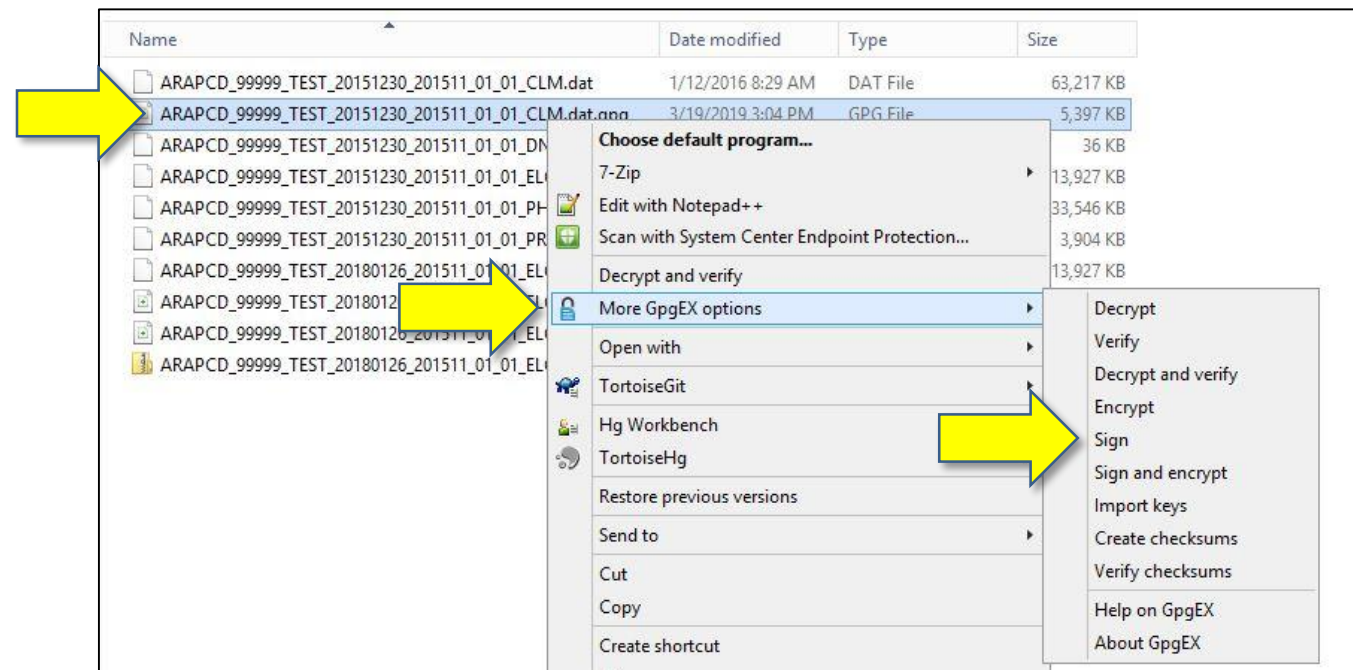 Name Date modified Type Size
ARAPCD_99999_TEST_20151230_201511_01_01_CLM.dat 1/12/2016 8:29 AM DAT File 63,217 KB
ARAPCD_99999_TEST_20151230_201511_01_01_CLM.dat.gpg 3/19/2019 3:04 PM GPG File 5,397 KB
ARAPCD_99999_TEST_20151230_201511_01_01_DN 36 KB
ARAPCD_99999_TEST_20151230_201511_01_01_EL 13,927 KB
ARAPCD_99999_TEST_20151230_201511_01_01_PH 33,546 KB
ARAPCD_99999_TEST_20151230_201511_01_01_PR 3,904 KB
ARAPCD_99999_TEST_20180126_201511_01_01_EL 13,927 KB
ARAPCD_99999_TEST_2018012
ARAPCD_99999_TEST_20180126_201511_01_01_EL
ARAPCD_99999_TEST_20180126_201511_01_01_EL
Choose default program...
7-Zip
Edit with Notepad++
Scan with System Center Endpoint Protection...
Decrypt and verify
More GpgEX options
Open with
TortoiseGit
Hg Workbench
TortoiseHg
Restore previous versions
Send to
Cut
Copy
Create shortcut
Decrypt
Verify
Decrypt and verify
Encrypt
Sign
Sign and encrypt
Import keys
Create checksums
Verify checksums
Help on GpgEX
About GpgEX